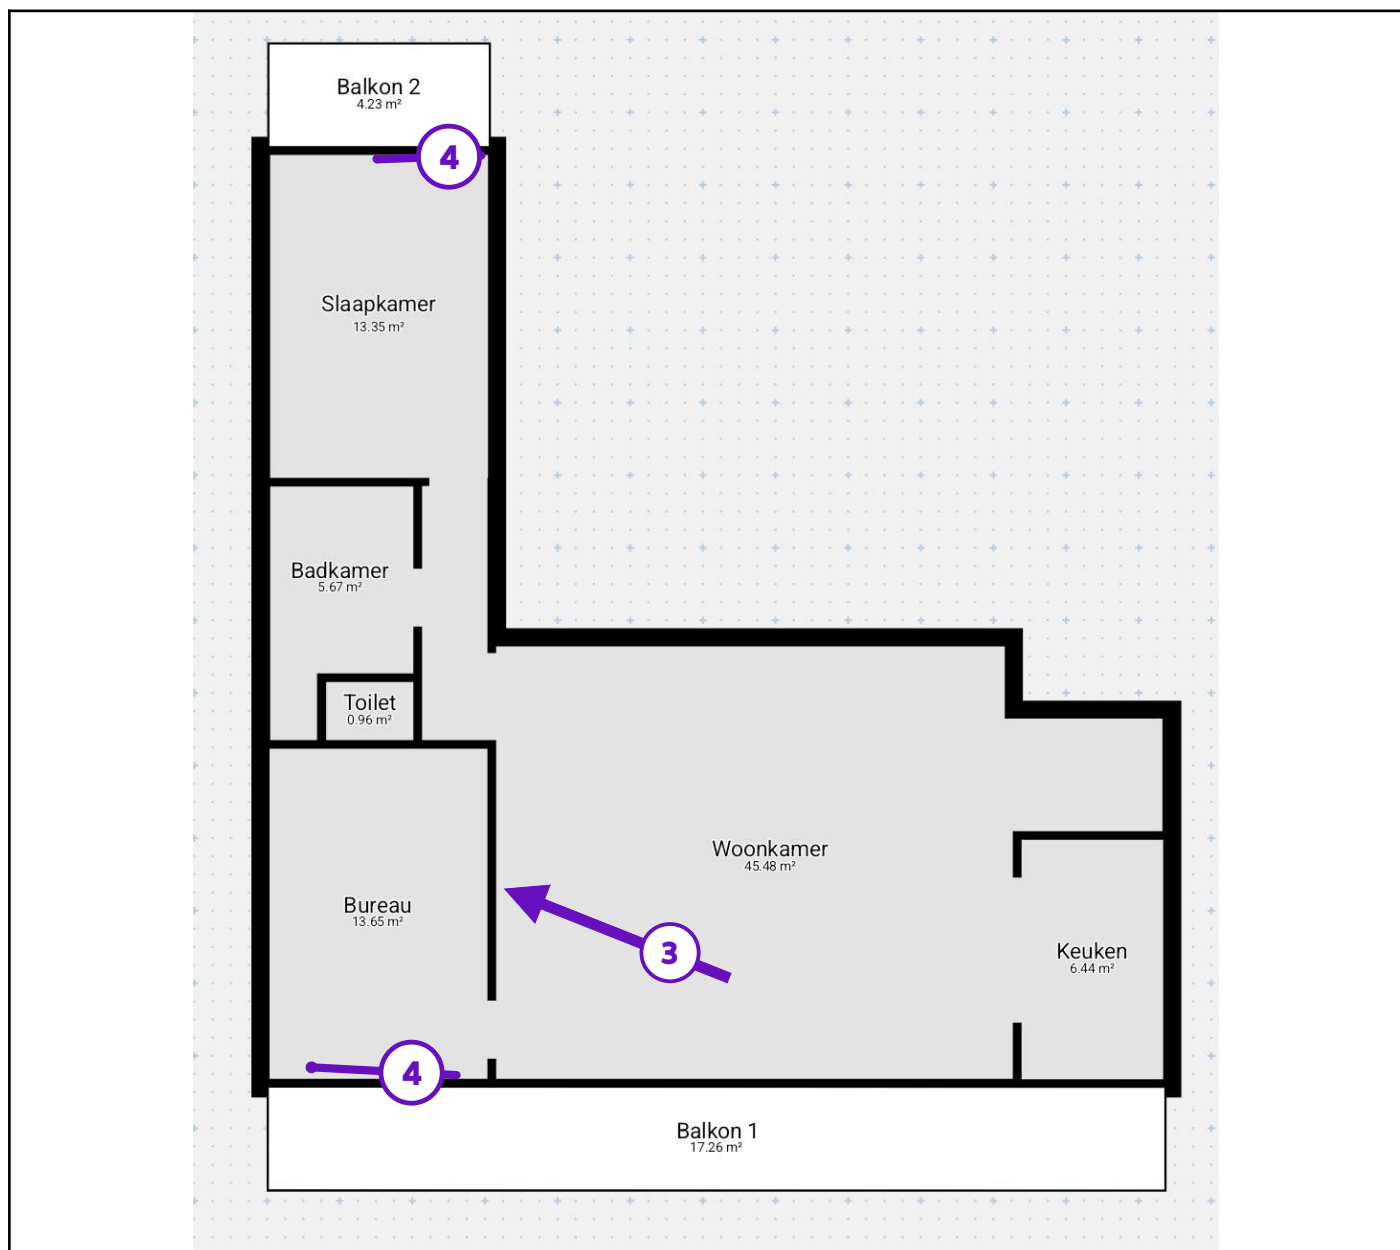 Balkon 2
4.23 m²
4
Slaapkamer
13.35 m²
Badkamer
5.67 m²
Toilet
0.96 m²
Woonkamer
45.48 m²
Bureau
13.65 m²
3
Keuken
6.44 m²
4
Balkon 1
17.26 m²